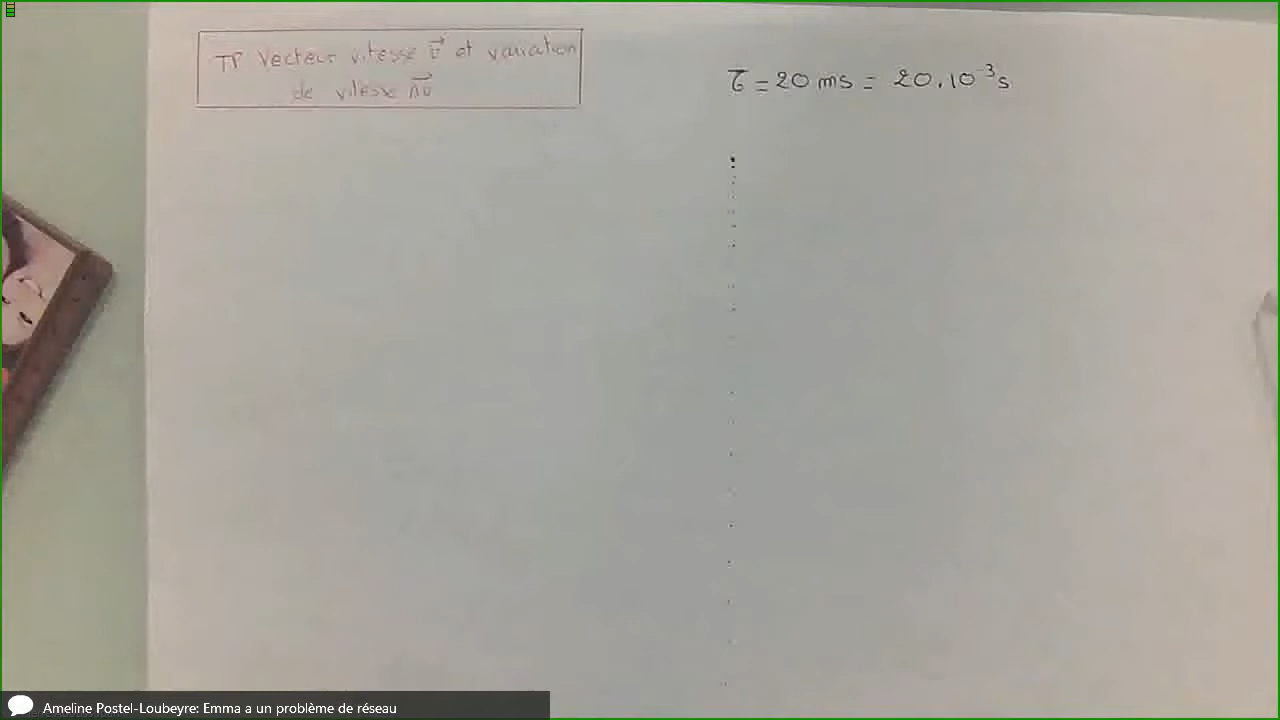 TP Vecteur vitesse v⃗ et variation
de vitesse Δv⃗
τ = 20 ms = 20.10⁻³s
Ameline Postel-Loubeyre: Emma a un problème de réseau